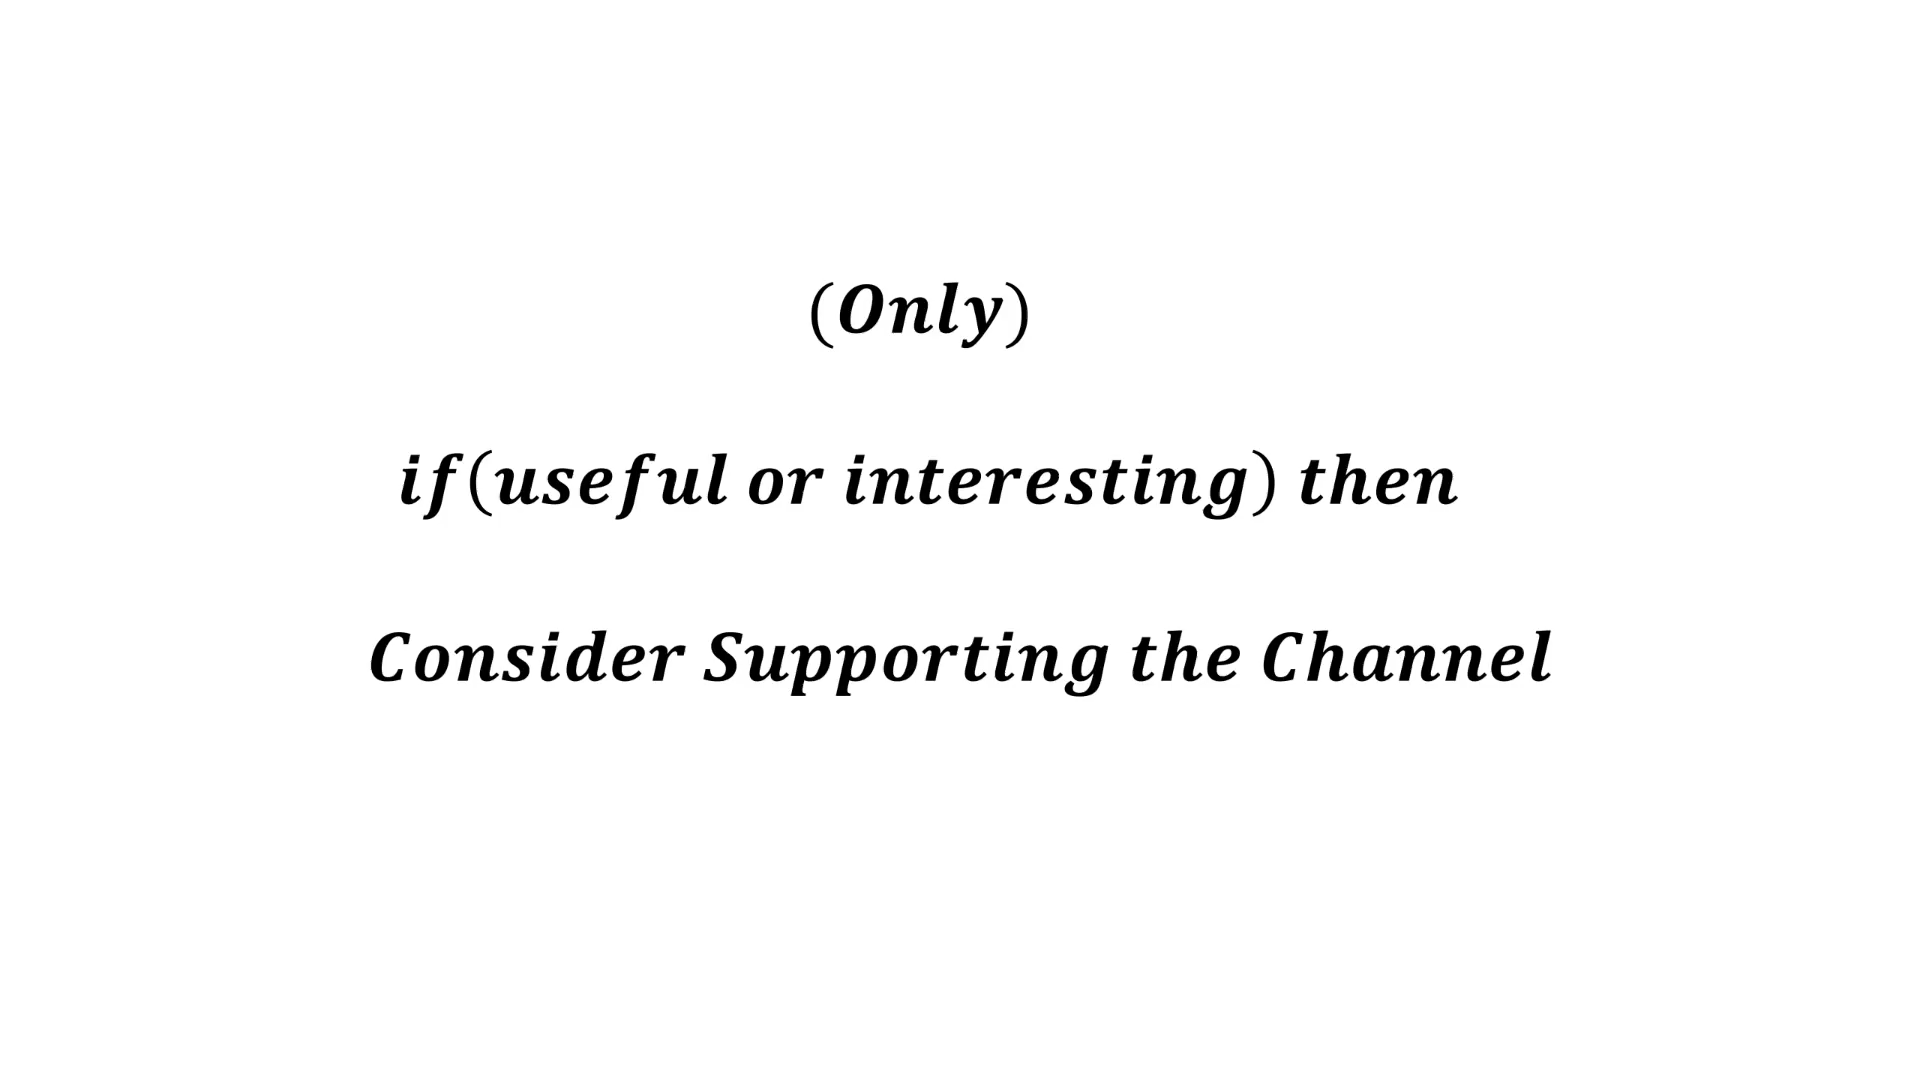 (Only)
if(useful or interesting) then
Consider Supporting the Channel